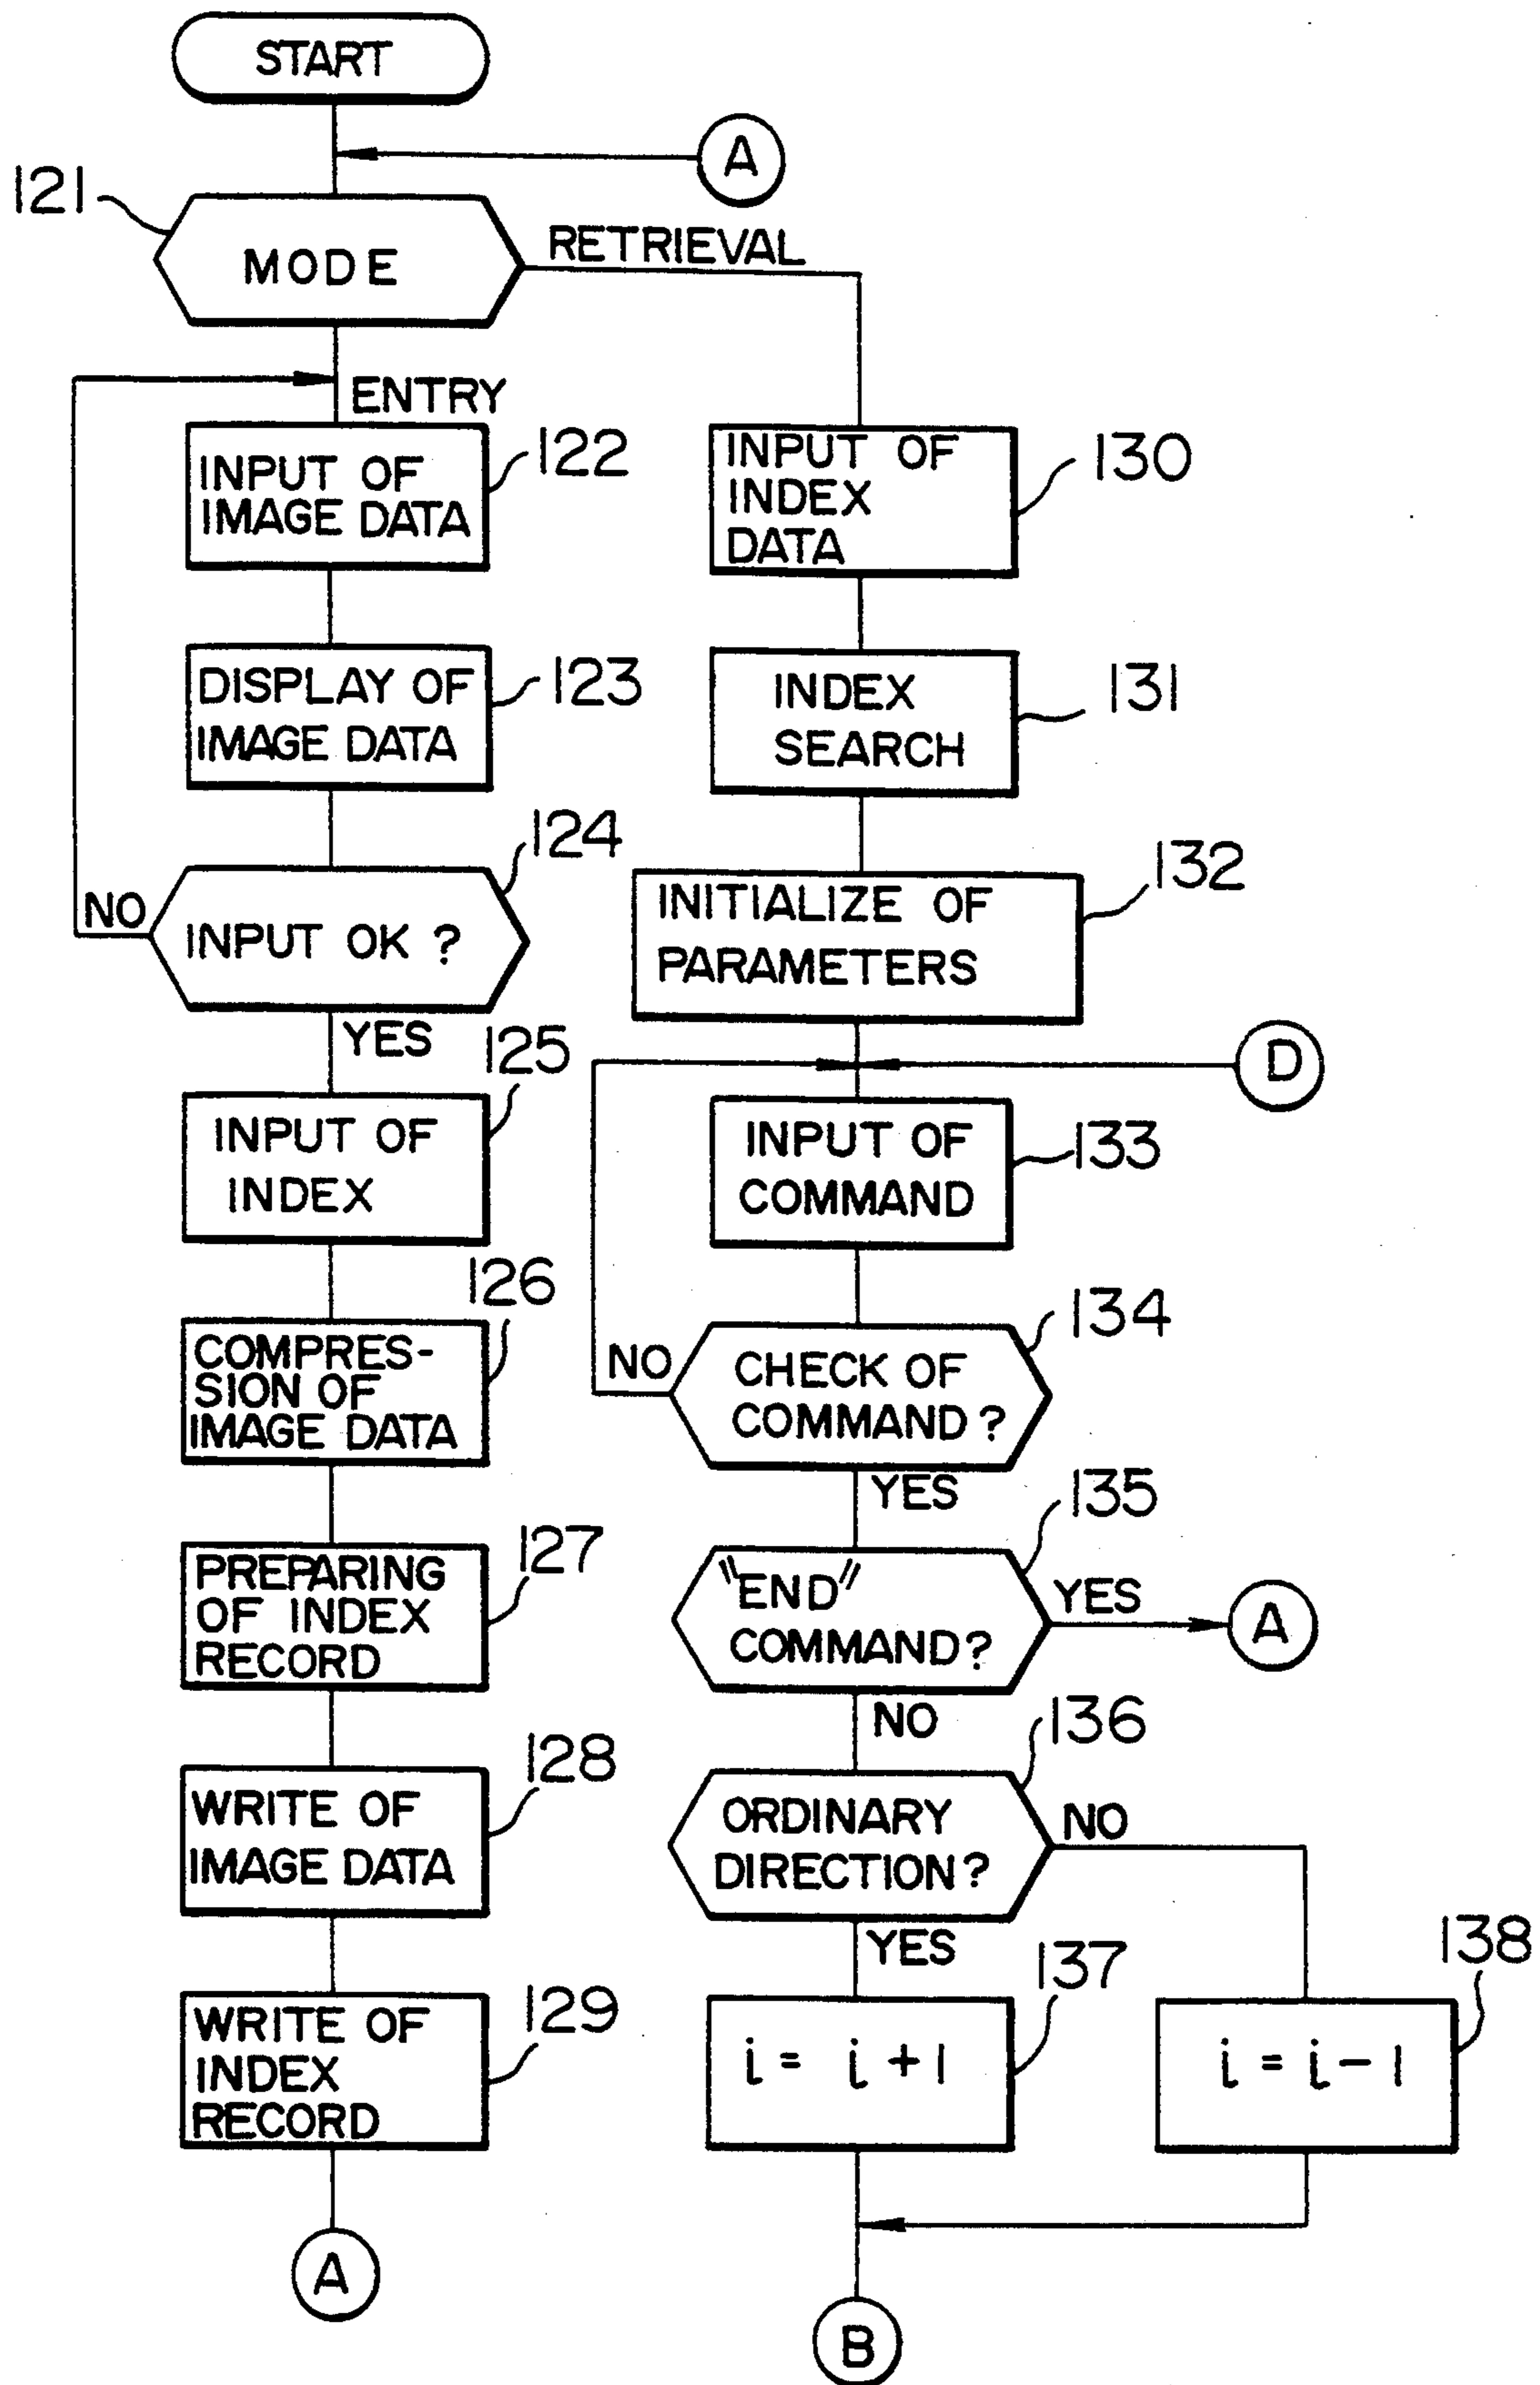 START
A
121
MODE
RETRIEVAL
ENTRY
INPUT OF
IMAGE DATA
122
DISPLAY OF
IMAGE DATA
123
124
NO
INPUT OK ?
YES
125
INPUT OF
INDEX
126
COMPRES-
SION OF
IMAGE DATA
127
PREPARING
OF INDEX
RECORD
128
WRITE OF
IMAGE DATA
129
WRITE OF
INDEX
RECORD
A
INPUT OF
INDEX
DATA
130
INDEX
SEARCH
131
132
INITIALIZE OF
PARAMETERS
D
INPUT OF
COMMAND
133
134
NO
CHECK OF
COMMAND ?
YES
135
"END"
COMMAND?
YES
A
NO
136
ORDINARY
DIRECTION?
NO
YES
137
i = i + 1
138
i = i - 1
B